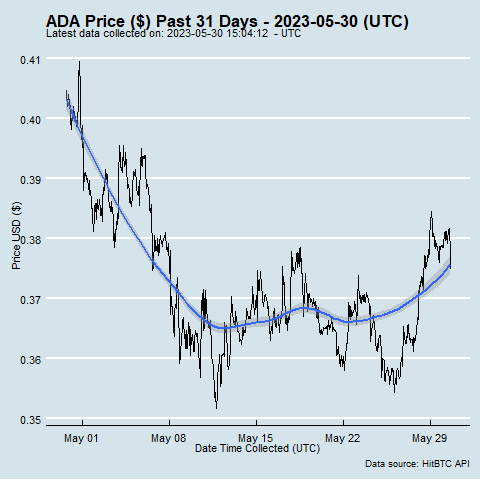 ADA Price ($) Past 31 Days - 2023-05-30 (UTC)
Latest data collected on: 2023-05-30 15:04:12 - UTC
0.41
0.40
0.39
0.38
0.37
0.36
0.35
Price USD ($)
May 01 May 08 May 15 May 22 May 29
Date Time Collected (UTC)
Data source: HitBTC API